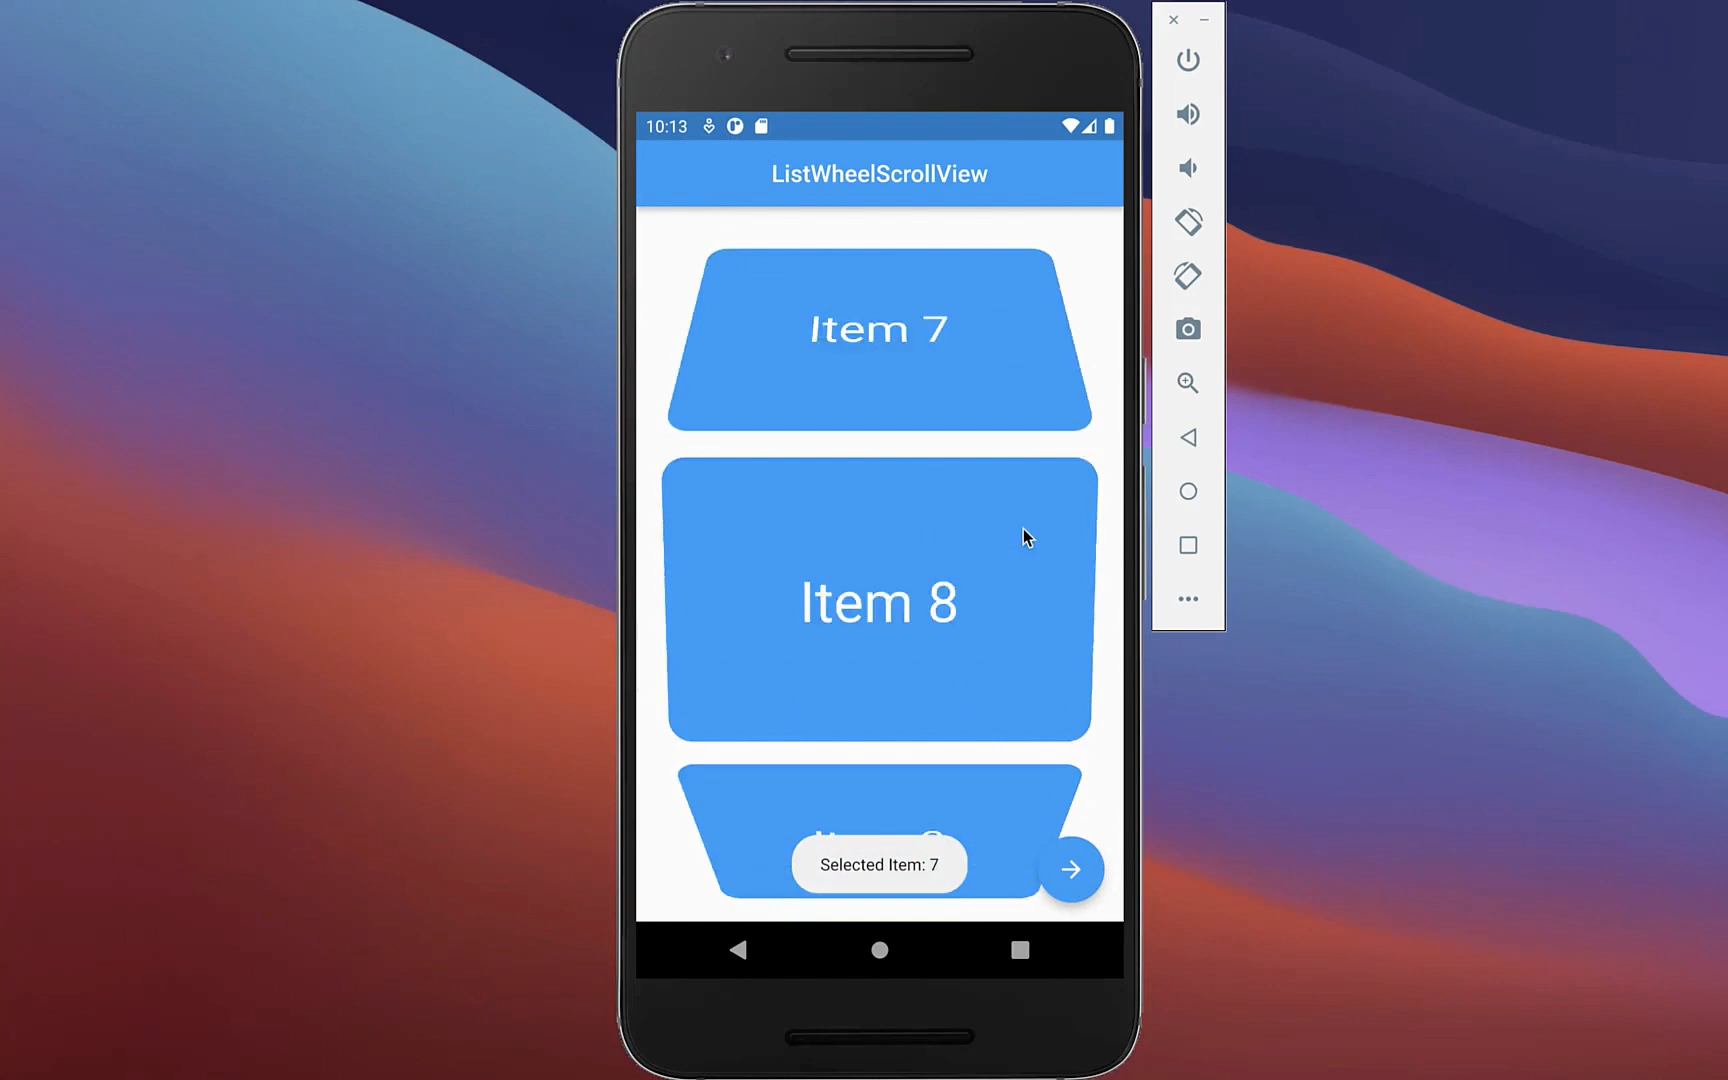 10:13
ListWheelScrollView
Item 7
Item 8
Selected Item: 7